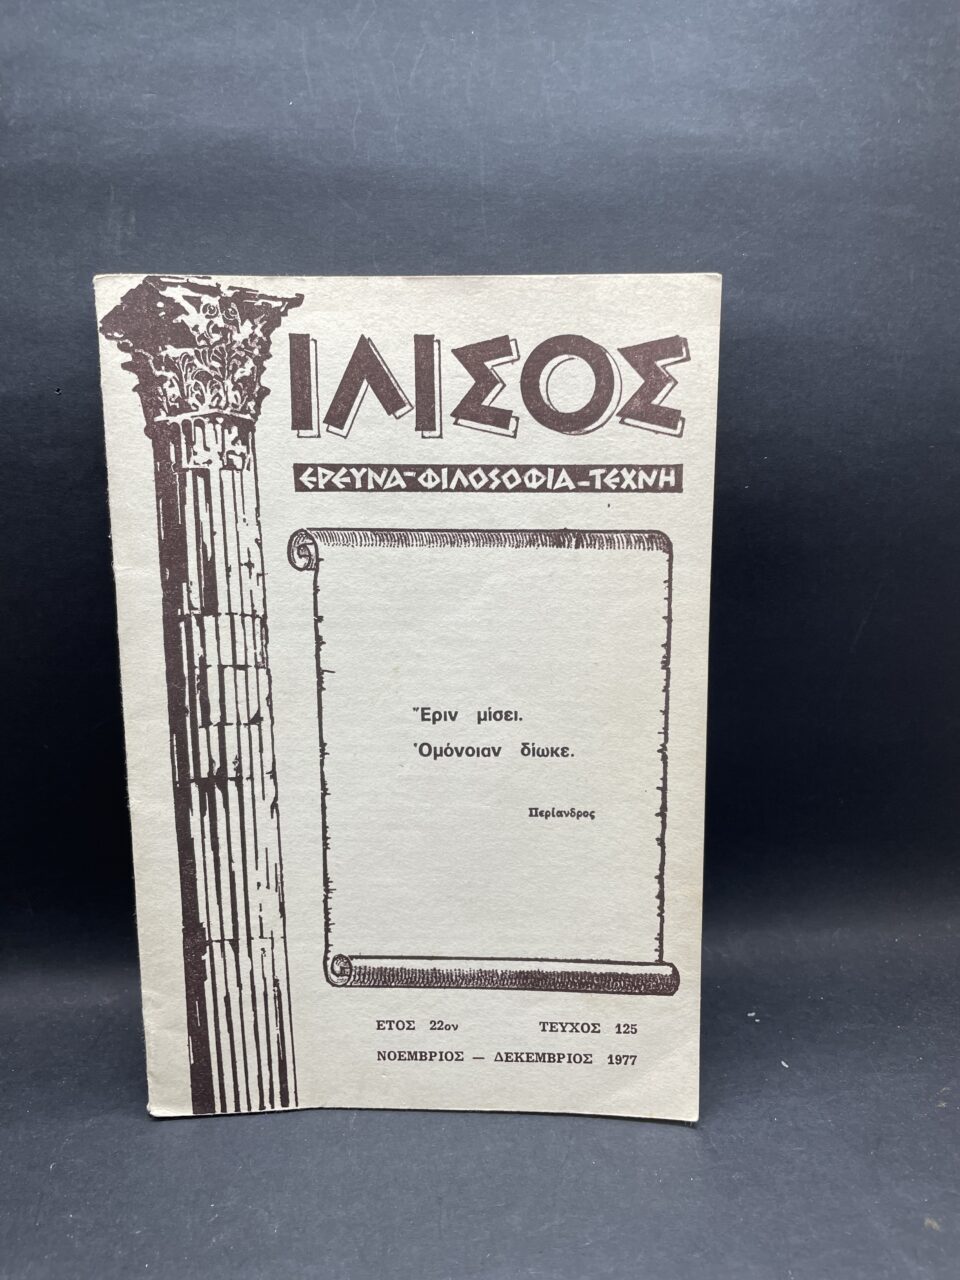 ΙΛΙΣΟΣ
ΕΡΕΥΝΑ-ΦΙΛΟΣΟΦΙΑ-ΤΕΧΝΗ
Ἔριν μίσει.
Ὁμόνοιαν δίωκε.
Περίανδρος
ΕΤΟΣ 22ον ΤΕΥΧΟΣ 125
ΝΟΕΜΒΡΙΟΣ — ΔΕΚΕΜΒΡΙΟΣ 1977